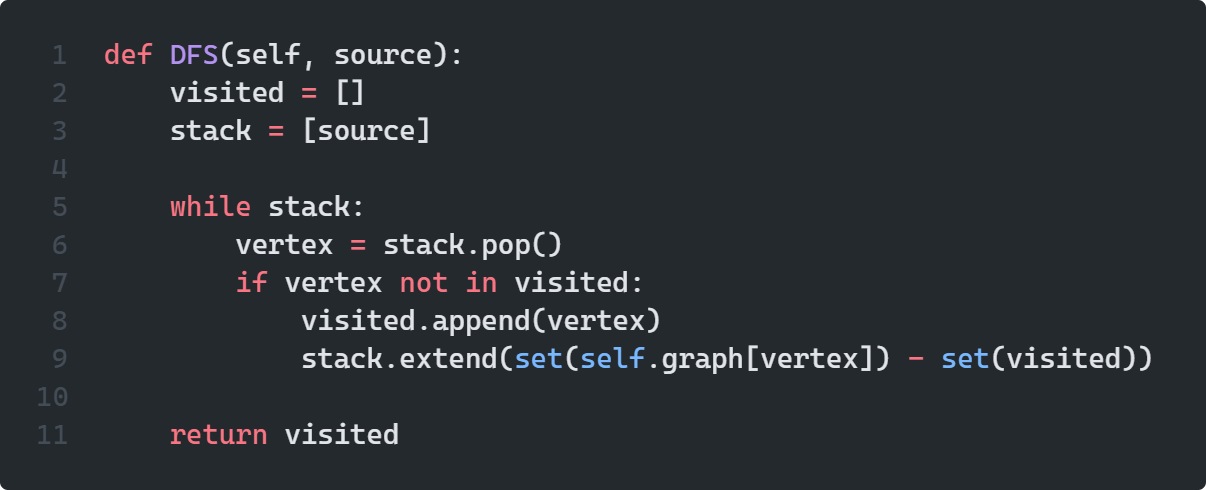 1 def DFS(self, source):
2     visited = []
3     stack = [source]
4
5     while stack:
6         vertex = stack.pop()
7         if vertex not in visited:
8             visited.append(vertex)
9             stack.extend(set(self.graph[vertex]) - set(visited))
10
11     return visited